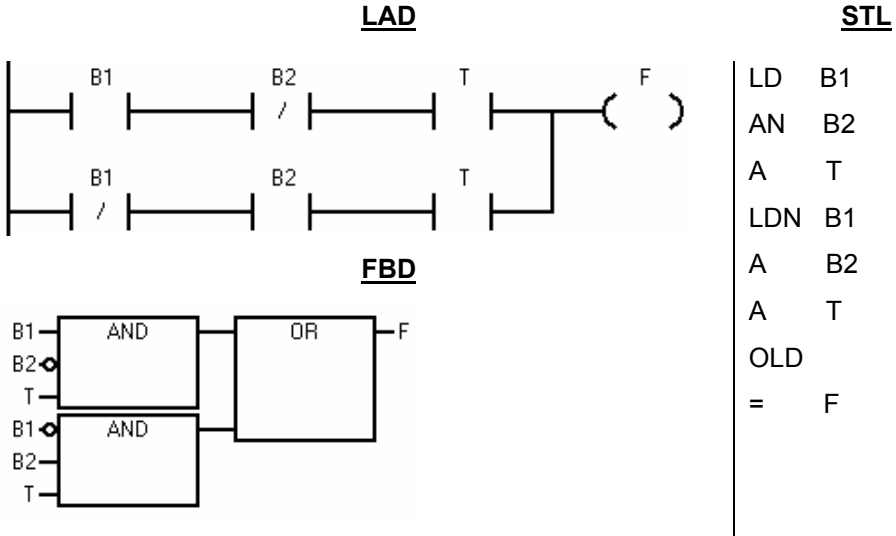 LAD
B1 B2 T F
/
B1 B2 T
/
FBD
B1 AND OR F
B2
T
B1 AND
B2
T
STL
LD B1
AN B2
A T
LDN B1
A B2
A T
OLD
= F